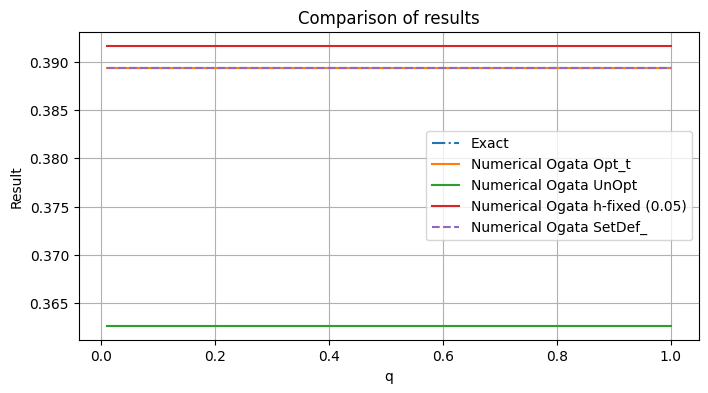 Comparison of results
Result
0.390
0.385
0.380
0.375
0.370
0.365
Exact
Numerical Ogata Opt_t
Numerical Ogata UnOpt
Numerical Ogata h-fixed (0.05)
Numerical Ogata SetDef_
0.0 0.2 0.4 0.6 0.8 1.0
q